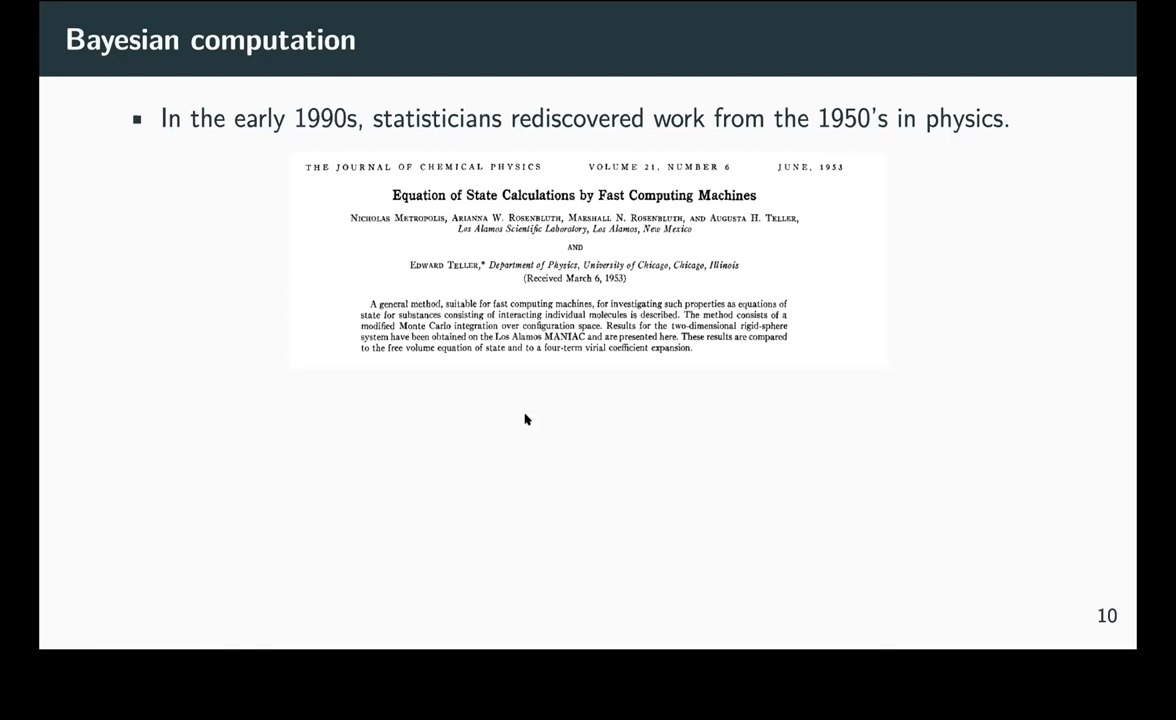 Bayesian computation
In the early 1990s, statisticians rediscovered work from the 1950's in physics.
THE JOURNAL OF CHEMICAL PHYSICS VOLUME 21, NUMBER 6 JUNE, 1953
Equation of State Calculations by Fast Computing Machines
NICHOLAS METROPOLIS, ARIANNA W. ROSENBLUTH, MARSHALL N. ROSENBLUTH, AND AUGUSTA H. TELLER,
Los Alamos Scientific Laboratory, Los Alamos, New Mexico
AND
EDWARD TELLER,* Department of Physics, University of Chicago, Chicago, Illinois
(Received March 6, 1953)
A general method, suitable for fast computing machines, for investigating such properties as equations of
state for substances consisting of interacting individual molecules is described. The method consists of a
modified Monte Carlo integration over configuration space. Results for the two-dimensional rigid-sphere
system have been obtained on the Los Alamos MANIAC and are presented here. These results are compared
to the free volume equation of state and to a four-term virial coefficient expansion.
10